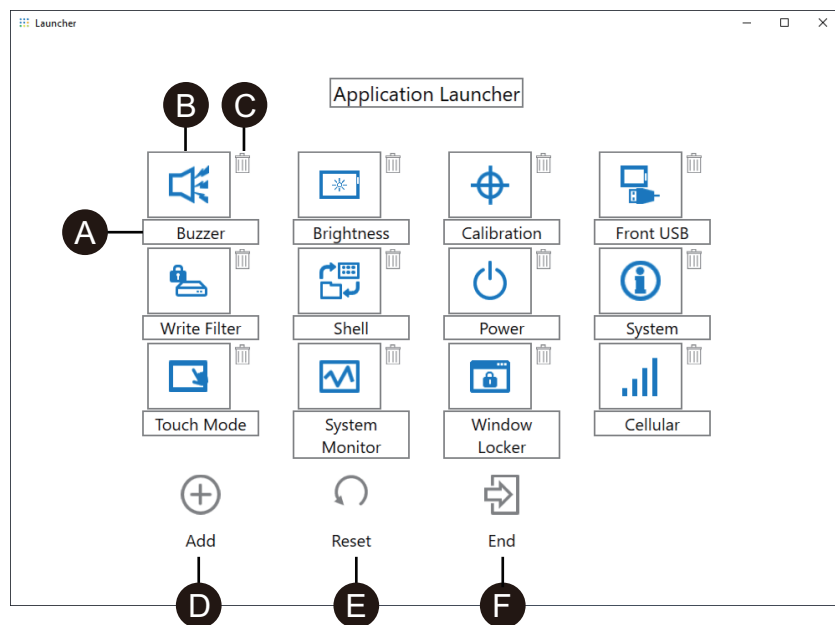 Launcher
Application Launcher
B
C
A
Buzzer
Brightness
Calibration
Front USB
Write Filter
Shell
Power
System
Touch Mode
System
Monitor
Window
Locker
Cellular
Add
Reset
End
D
E
F